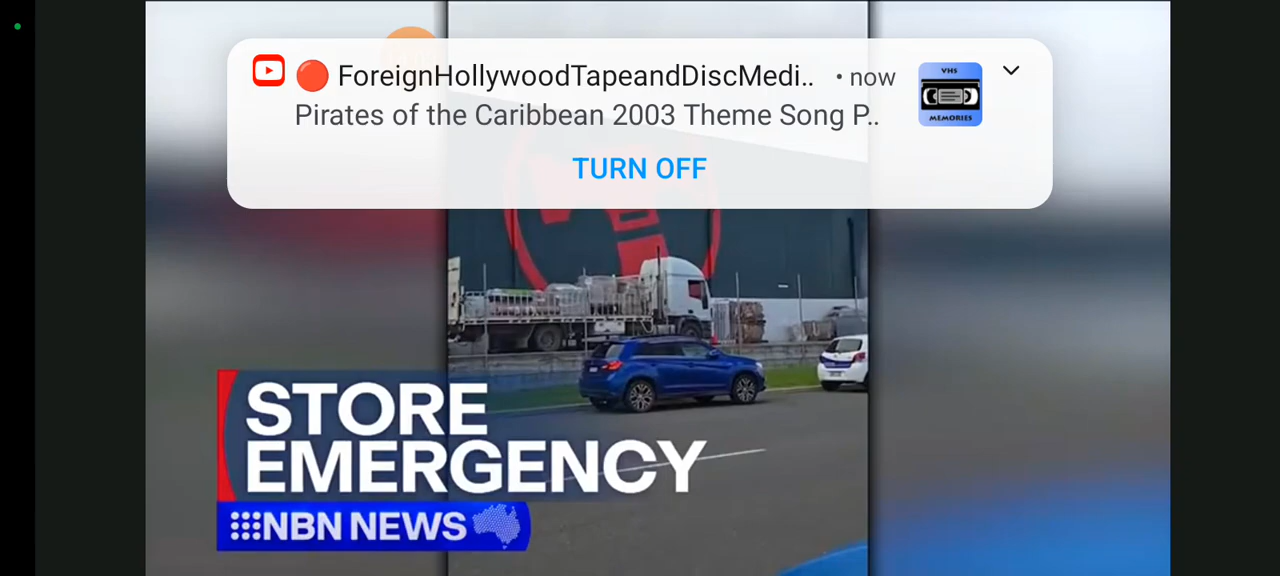 🔴 ForeignHollywoodTapeandDiscMedi.. • now
Pirates of the Caribbean 2003 Theme Song P..
VHS
MEMORIES
TURN OFF
STORE
EMERGENCY
NBN NEWS